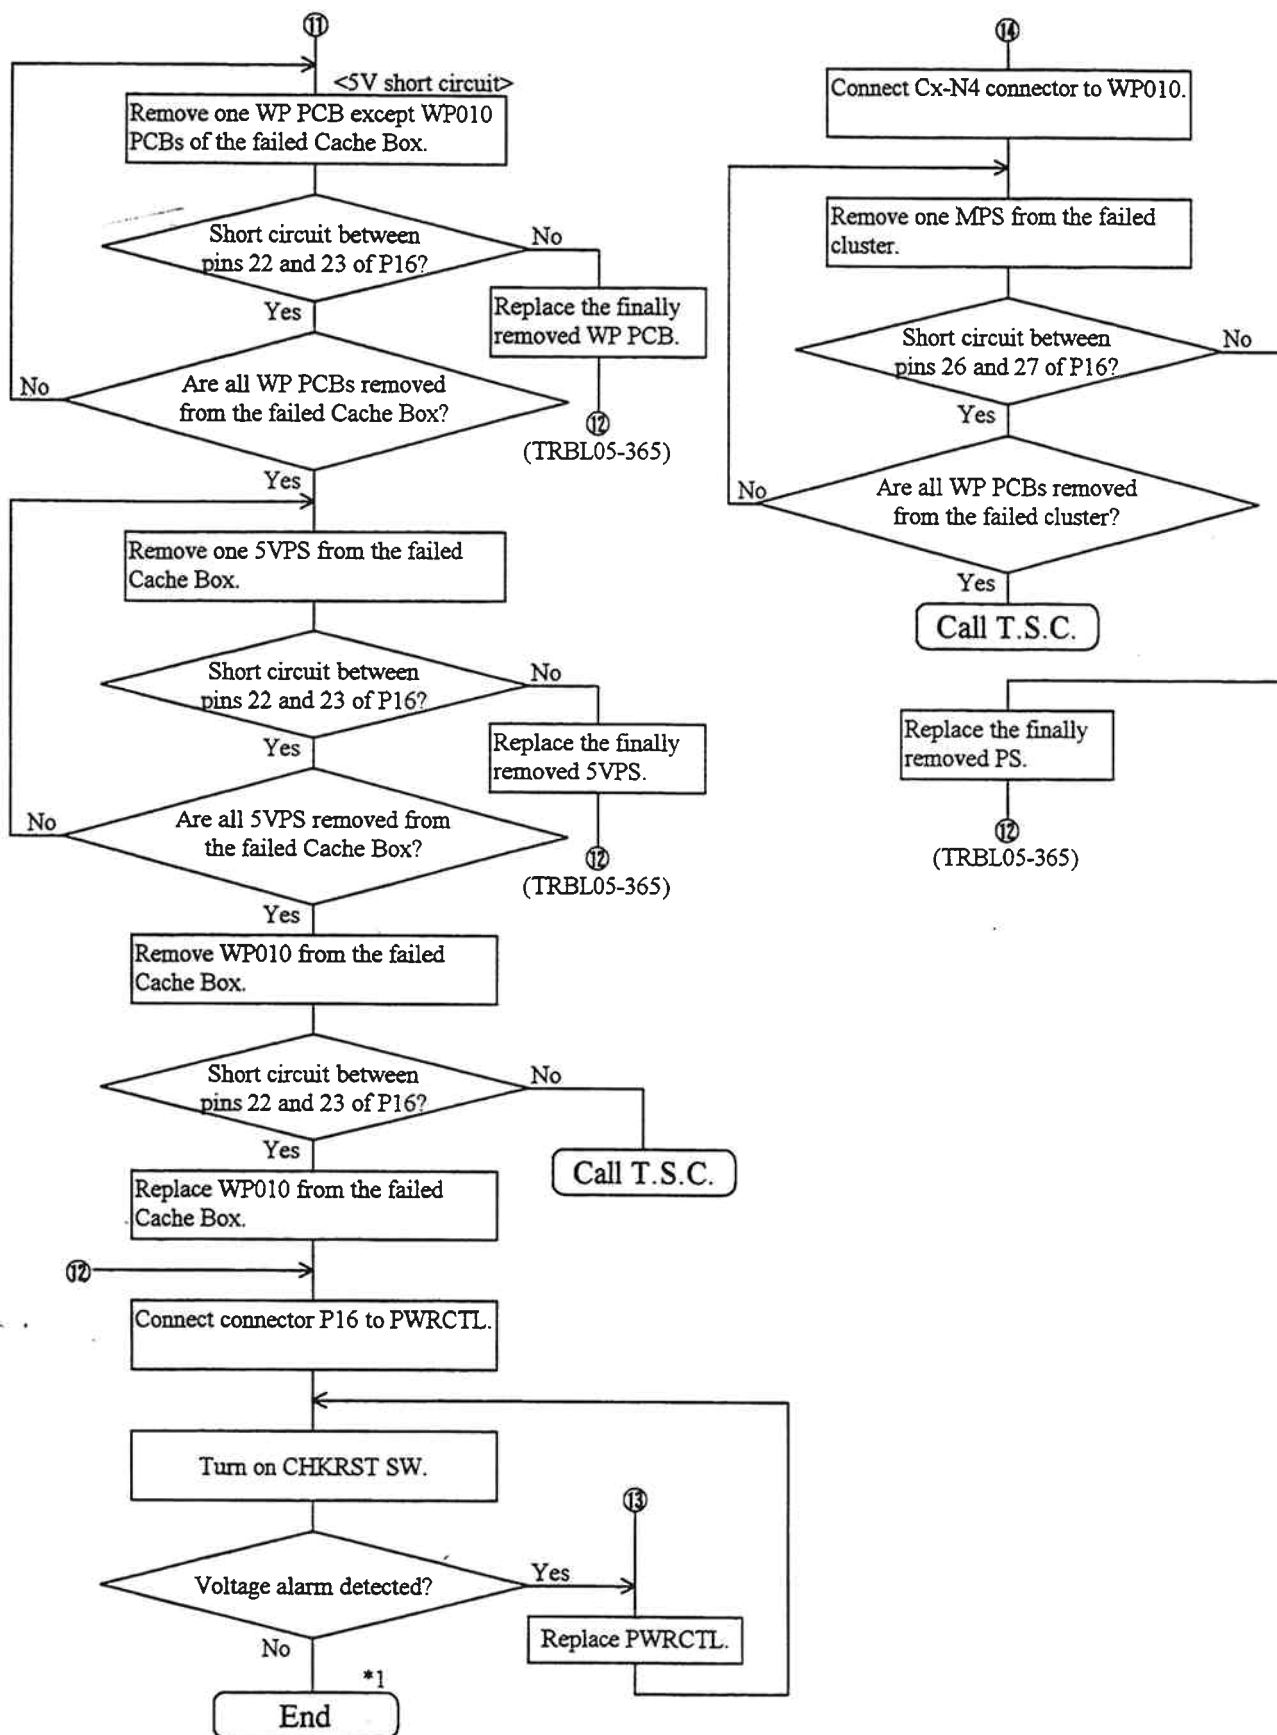 ⑪
<5V short circuit>
Remove one WP PCB except WP010
PCBs of the failed Cache Box.
Short circuit between
pins 22 and 23 of P16?
No
Yes
Replace the finally
removed WP PCB.
⑫
(TRBL05-365)
Are all WP PCBs removed
from the failed Cache Box?
No
Yes
Remove one 5VPS from the failed
Cache Box.
Short circuit between
pins 22 and 23 of P16?
No
Yes
Replace the finally
removed 5VPS.
⑫
(TRBL05-365)
Are all 5VPS removed from
the failed Cache Box?
No
Yes
Remove WP010 from the failed
Cache Box.
Short circuit between
pins 22 and 23 of P16?
No
Call T.S.C.
Yes
Replace WP010 from the failed
Cache Box.
⑫
Connect connector P16 to PWRCTL.
Turn on CHKRST SW.
Voltage alarm detected?
Yes
⑬
Replace PWRCTL.
No
*1
End
⑭
Connect Cx-N4 connector to WP010.
Remove one MPS from the failed
cluster.
Short circuit between
pins 26 and 27 of P16?
No
Yes
Are all WP PCBs removed
from the failed cluster?
No
Yes
Call T.S.C.
Replace the finally
removed PS.
⑫
(TRBL05-365)